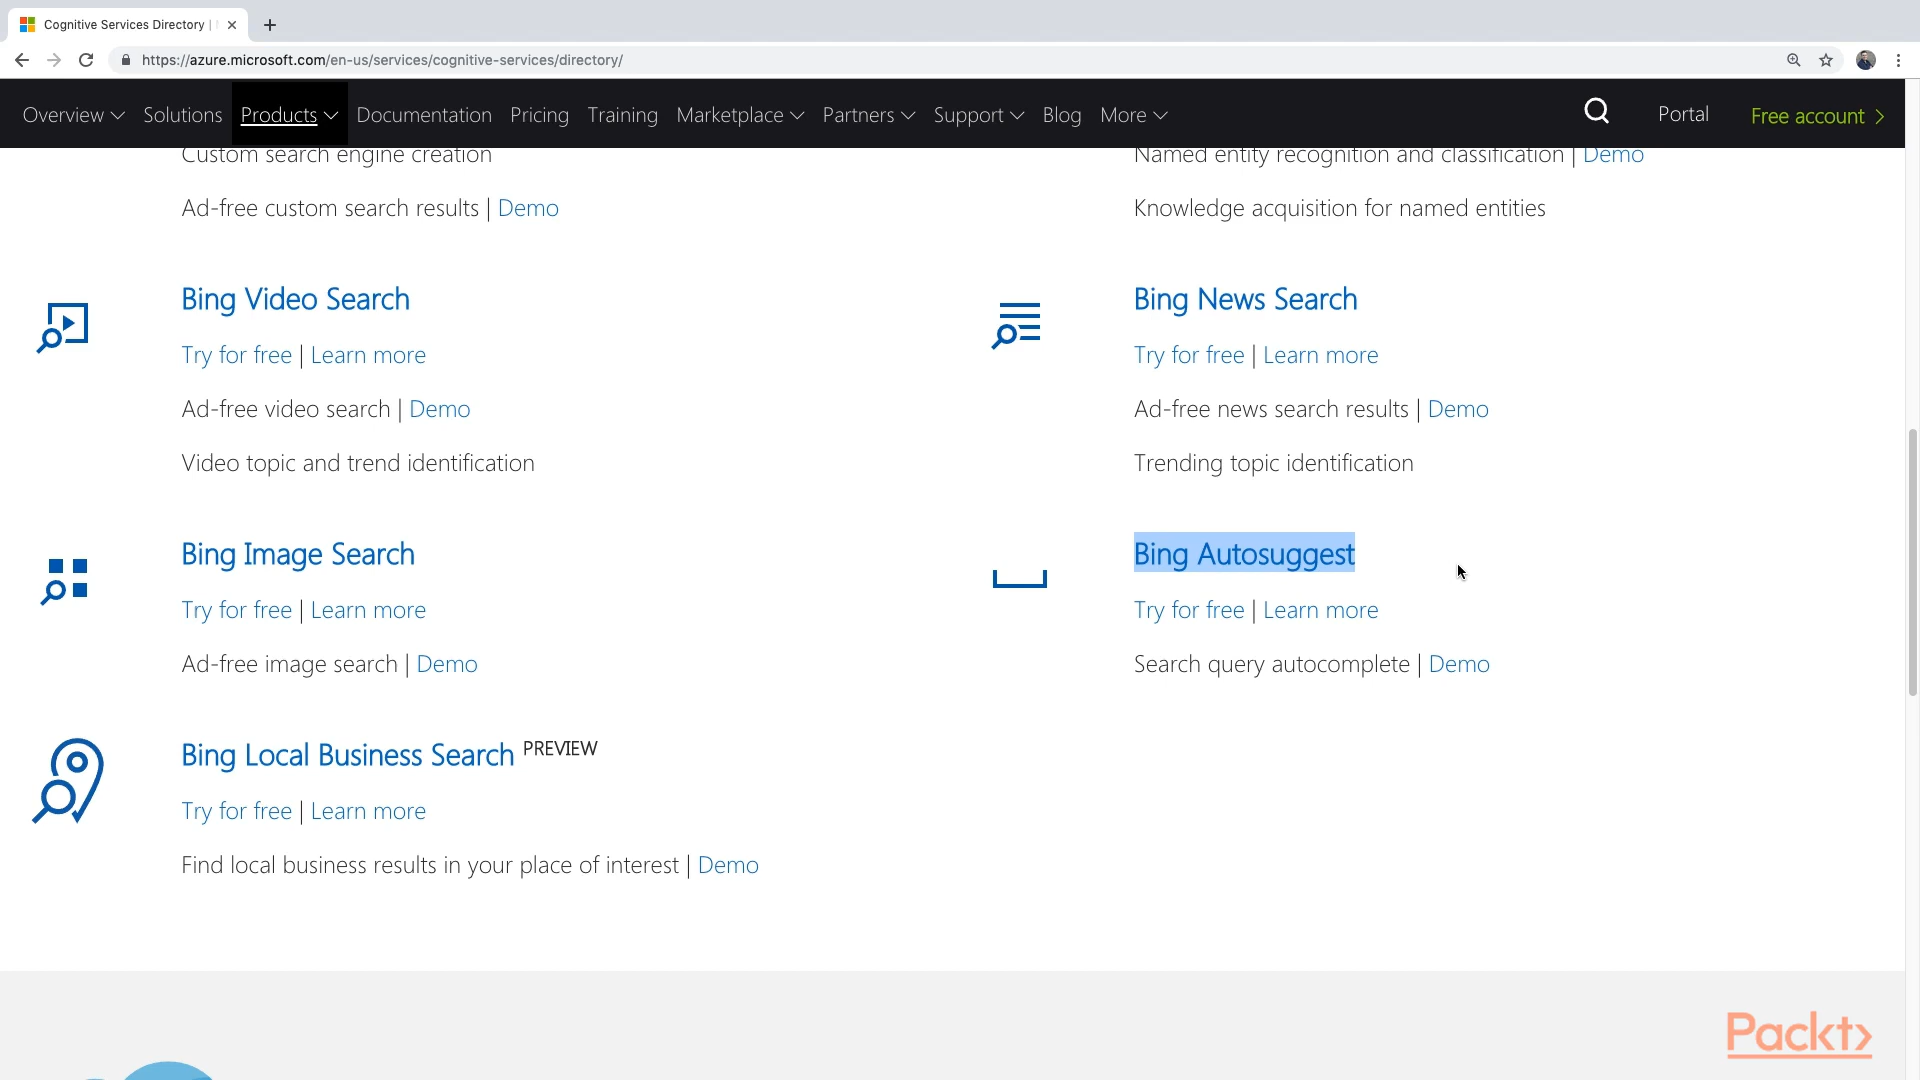 Cognitive Services Directory |
https://azure.microsoft.com/en-us/services/cognitive-services/directory/
Overview Solutions Products Documentation Pricing Training Marketplace Partners Support Blog More Portal Free account
Custom search engine creation
Ad-free custom search results | Demo
Named entity recognition and classification | Demo
Knowledge acquisition for named entities
Bing Video Search
Try for free | Learn more
Ad-free video search | Demo
Video topic and trend identification
Bing News Search
Try for free | Learn more
Ad-free news search results | Demo
Trending topic identification
Bing Image Search
Try for free | Learn more
Ad-free image search | Demo
Bing Autosuggest
Try for free | Learn more
Search query autocomplete | Demo
Bing Local Business Search PREVIEW
Try for free | Learn more
Find local business results in your place of interest | Demo
Packt